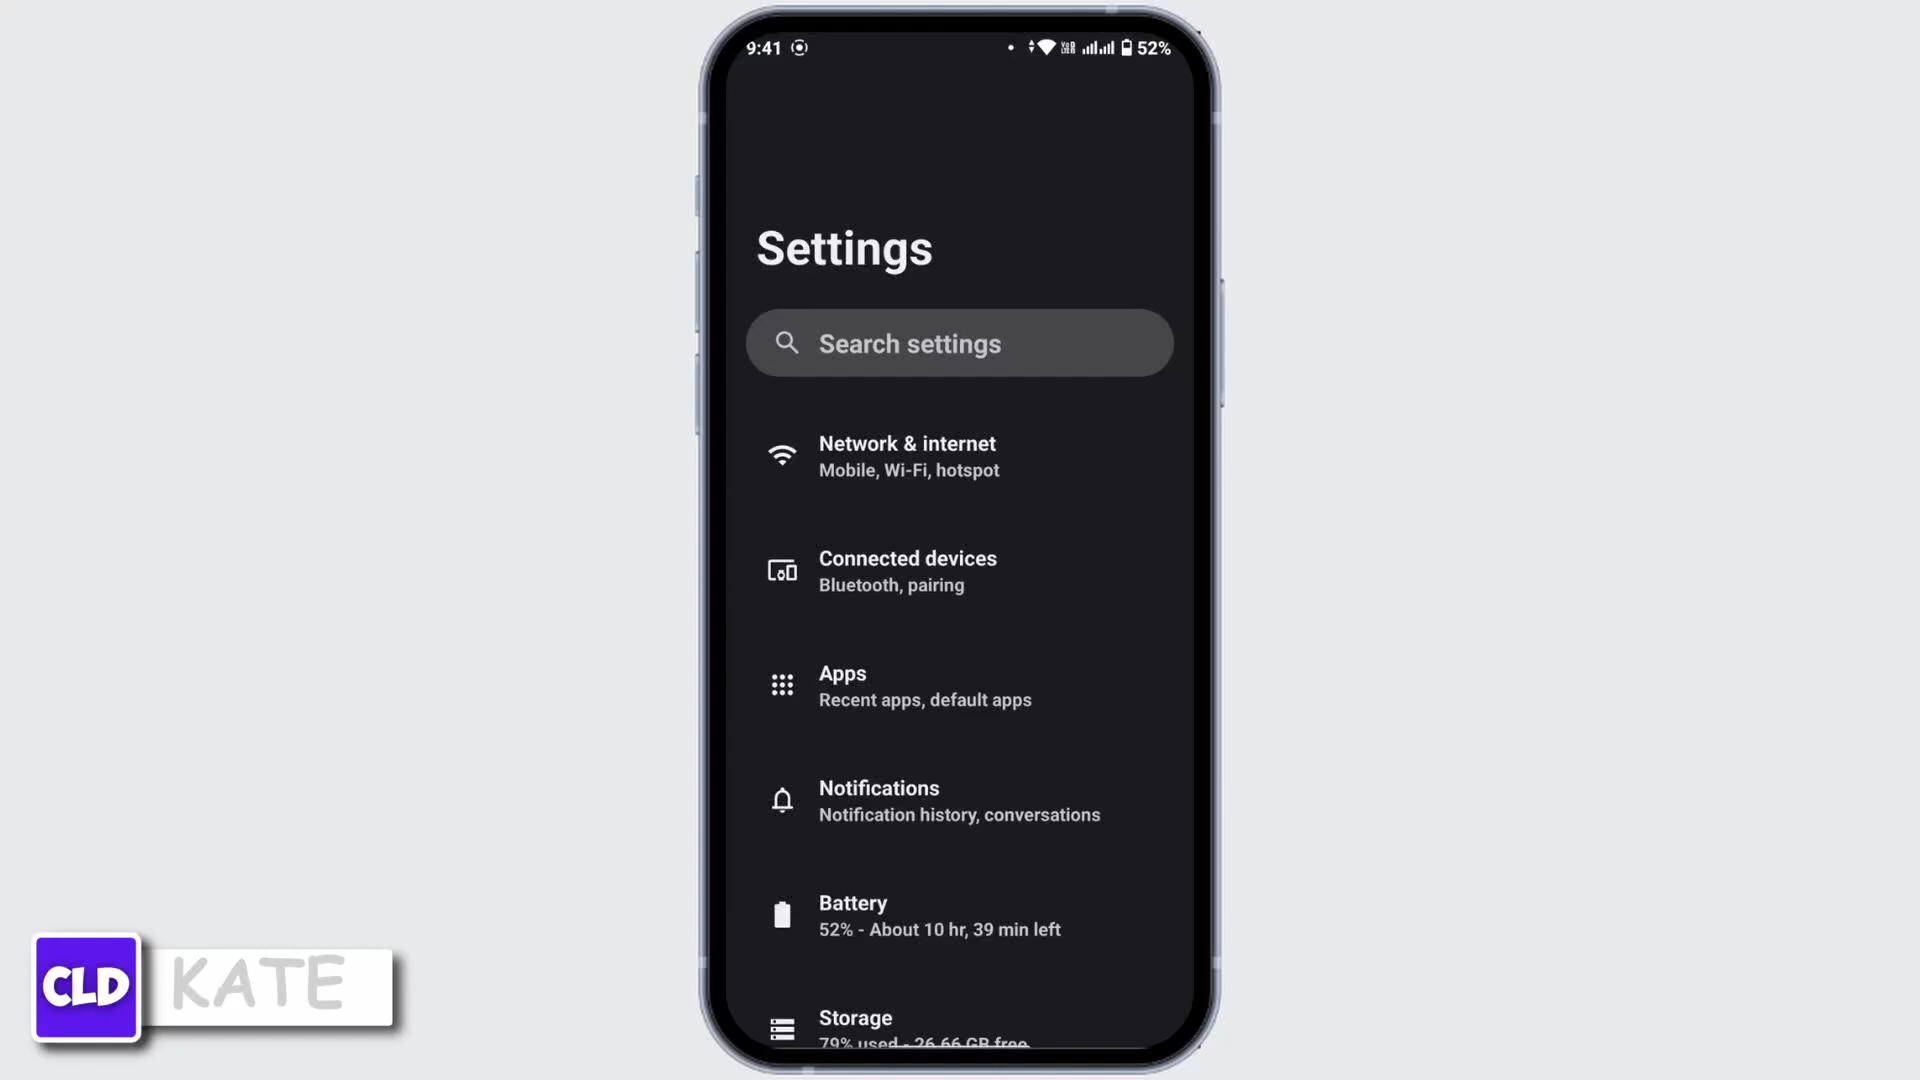 9:41
52%
Settings
Search settings
Network & internet
Mobile, Wi-Fi, hotspot
Connected devices
Bluetooth, pairing
Apps
Recent apps, default apps
Notifications
Notification history, conversations
Battery
52% - About 10 hr, 39 min left
Storage
79% used - 26.66 GB free
CLD
KATE